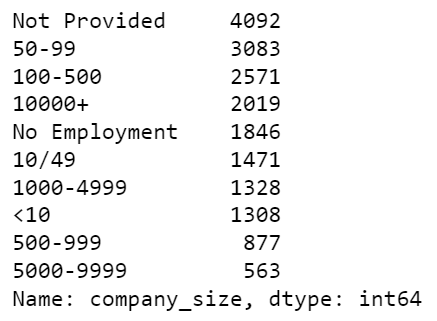 Not Provided 4092
50-99 3083
100-500 2571
10000+ 2019
No Employment 1846
10/49 1471
1000-4999 1328
<10 1308
500-999 877
5000-9999 563
Name: company_size, dtype: int64